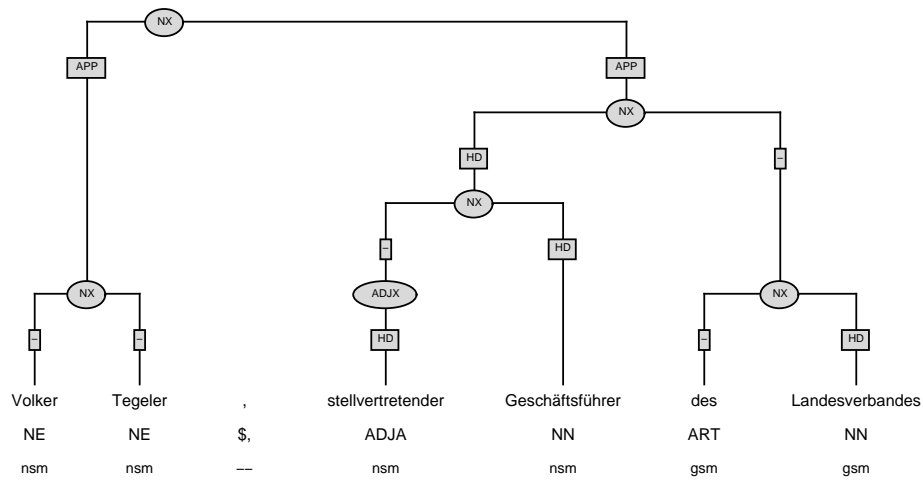 NX
APP APP
NX
HD –
NX
– HD
NX ADJX NX
– – HD – HD
Volker Tegeler , stellvertretender Geschäftsführer des Landesverbandes
NE NE $, ADJA NN ART NN
nsm nsm –– nsm nsm gsm gsm